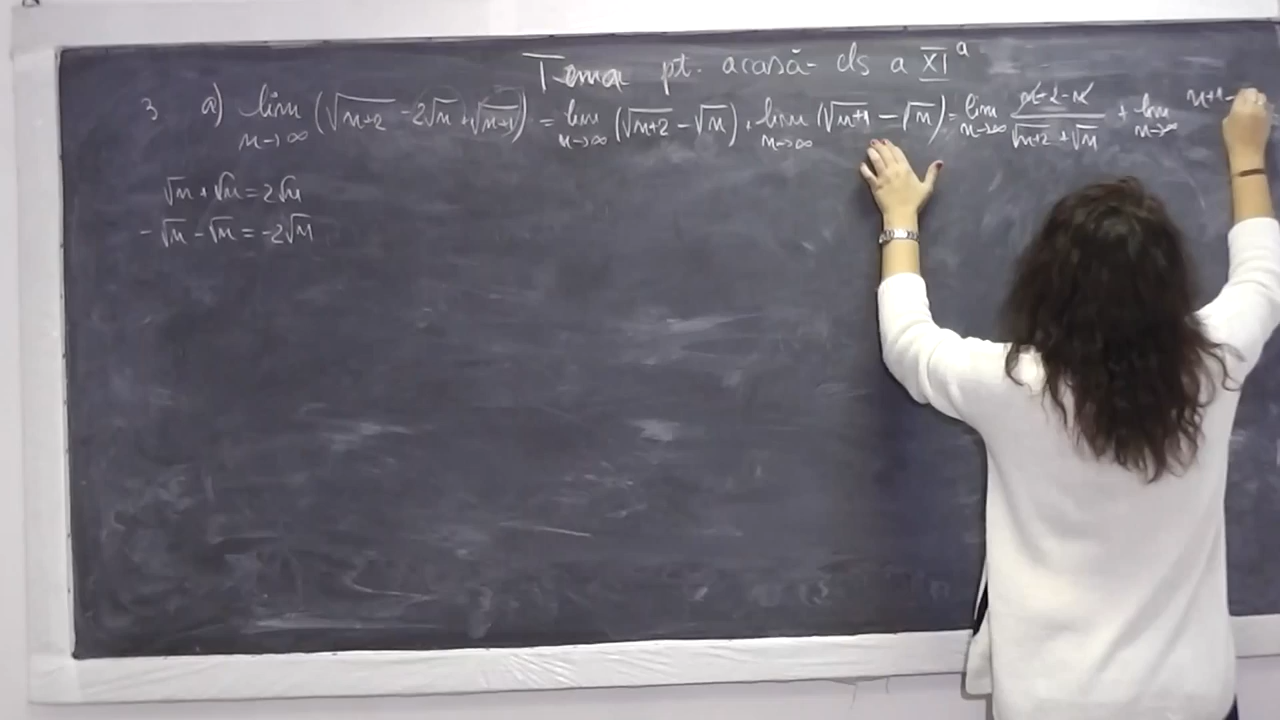 Tema pt. acasă cls a XI a
3 a) lim n→∞ (√n+2 - 2√n + √n+1) = lim n→∞ (√n+2 - √n) + lim n→∞ (√n+1 - √n) = lim n→∞ n+2-n / √n+2 + √n + lim n→∞ n+1-
√n + √n = 2√n
-√n - √n = -2√n